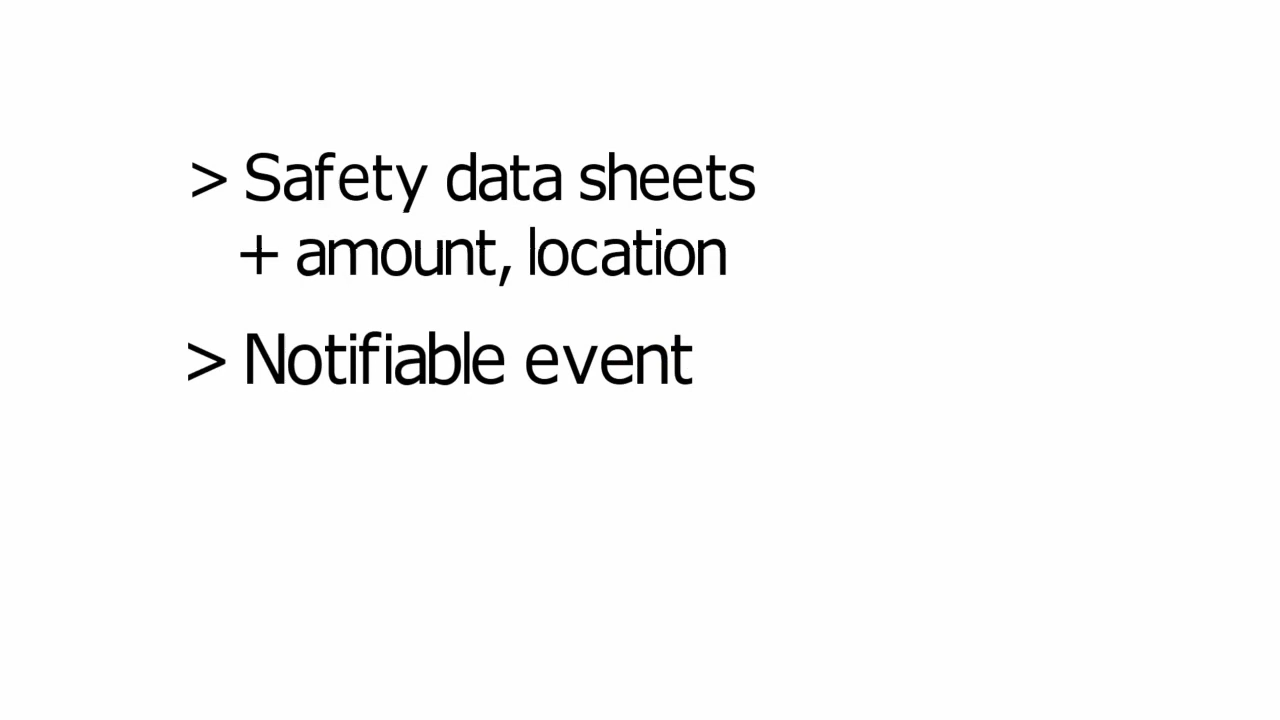 > Safety data sheets
+ amount, location
> Notifiable event